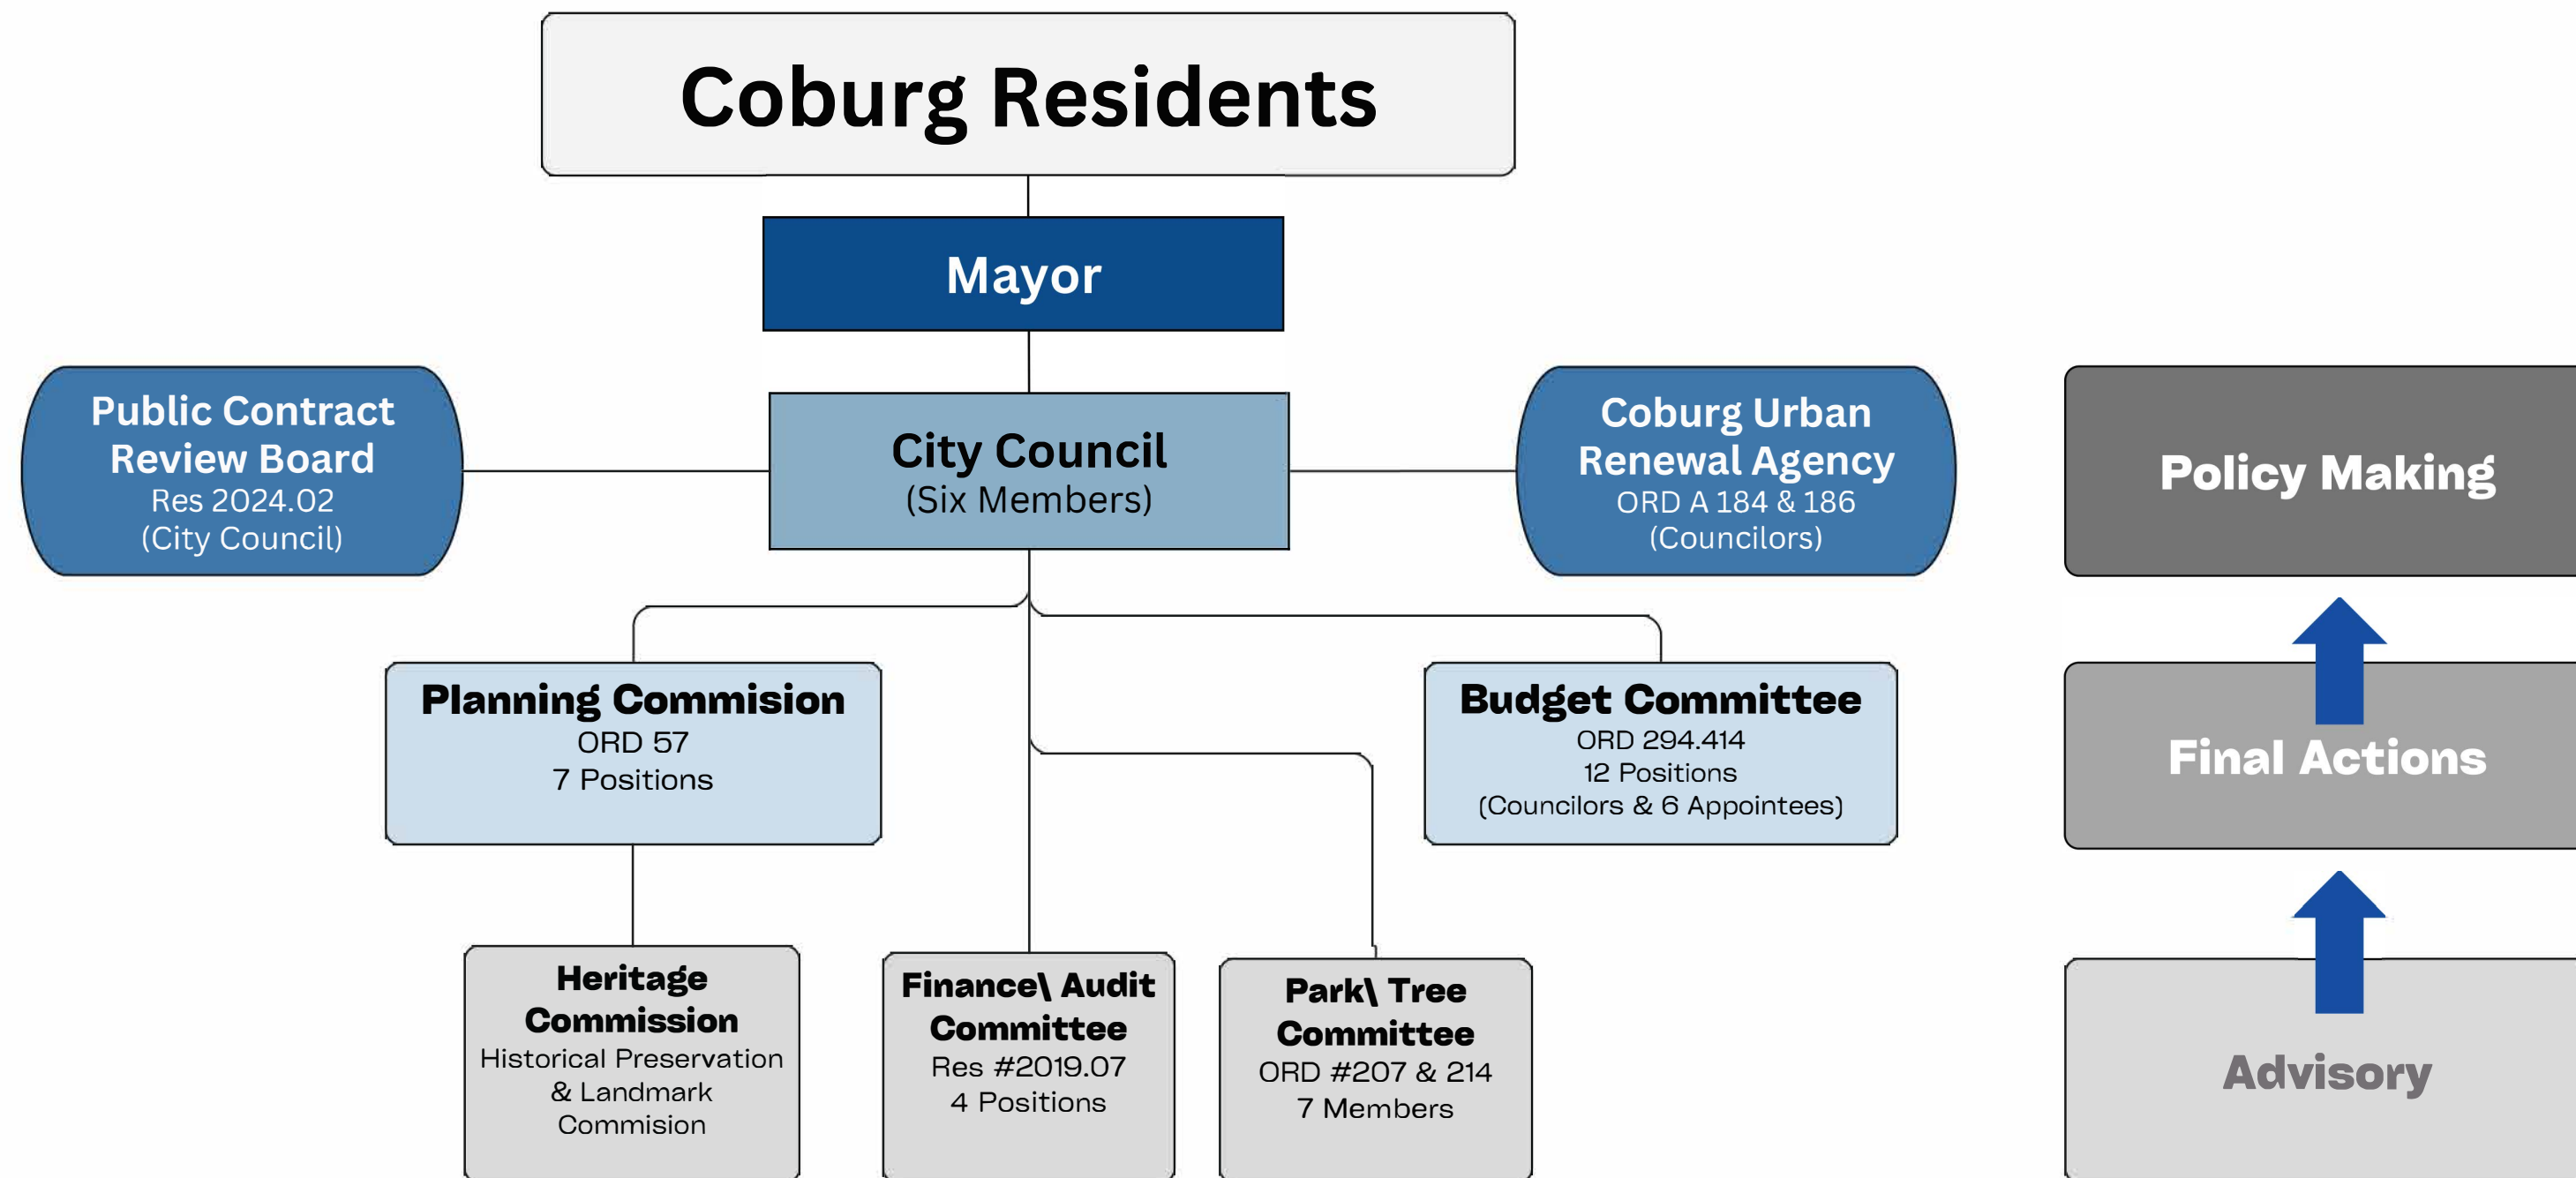 Coburg Residents
Mayor
Public Contract
Review Board
Res 2024.02
(City Council)
City Council
(Six Members)
Coburg Urban
Renewal Agency
ORD A 184 & 186
(Councilors)
Policy Making
Planning Commision
ORD 57
7 Positions
Budget Committee
ORD 294.414
12 Positions
(Councilors & 6 Appointees)
Final Actions
Heritage
Commission
Historical Preservation
& Landmark
Commision
Finance\ Audit
Committee
Res #2019.07
4 Positions
Park\ Tree
Committee
ORD #207 & 214
7 Members
Advisory